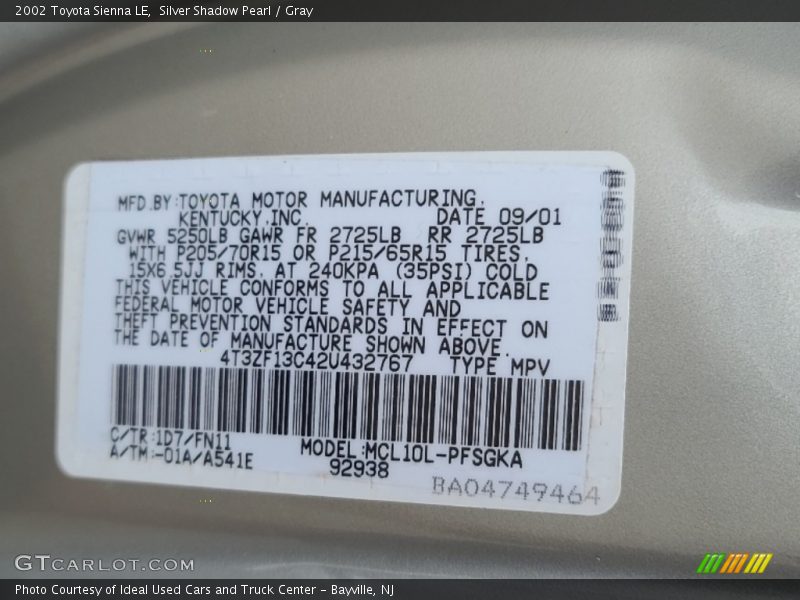 2002 Toyota Sienna LE, Silver Shadow Pearl / Gray
MFD.BY:TOYOTA MOTOR MANUFACTURING,
KENTUCKY,INC. DATE 09/01
GVWR 5250LB GAWR FR 2725LB RR 2725LB
WITH P205/70R15 OR P215/65R15 TIRES,
15X6.5JJ RIMS, AT 240KPA (35PSI) COLD
THIS VEHICLE CONFORMS TO ALL APPLICABLE
FEDERAL MOTOR VEHICLE SAFETY AND
THEFT PREVENTION STANDARDS IN EFFECT ON
THE DATE OF MANUFACTURE SHOWN ABOVE.
4T3ZF13C42U432767 TYPE MPV
C/TR:1D7/FN11
A/TM:-01A/A541E
MODEL:MCL10L-PFSGKA
92938
BA04749464
GTCARLOT.COM
Photo Courtesy of Ideal Used Cars and Truck Center - Bayville, NJ